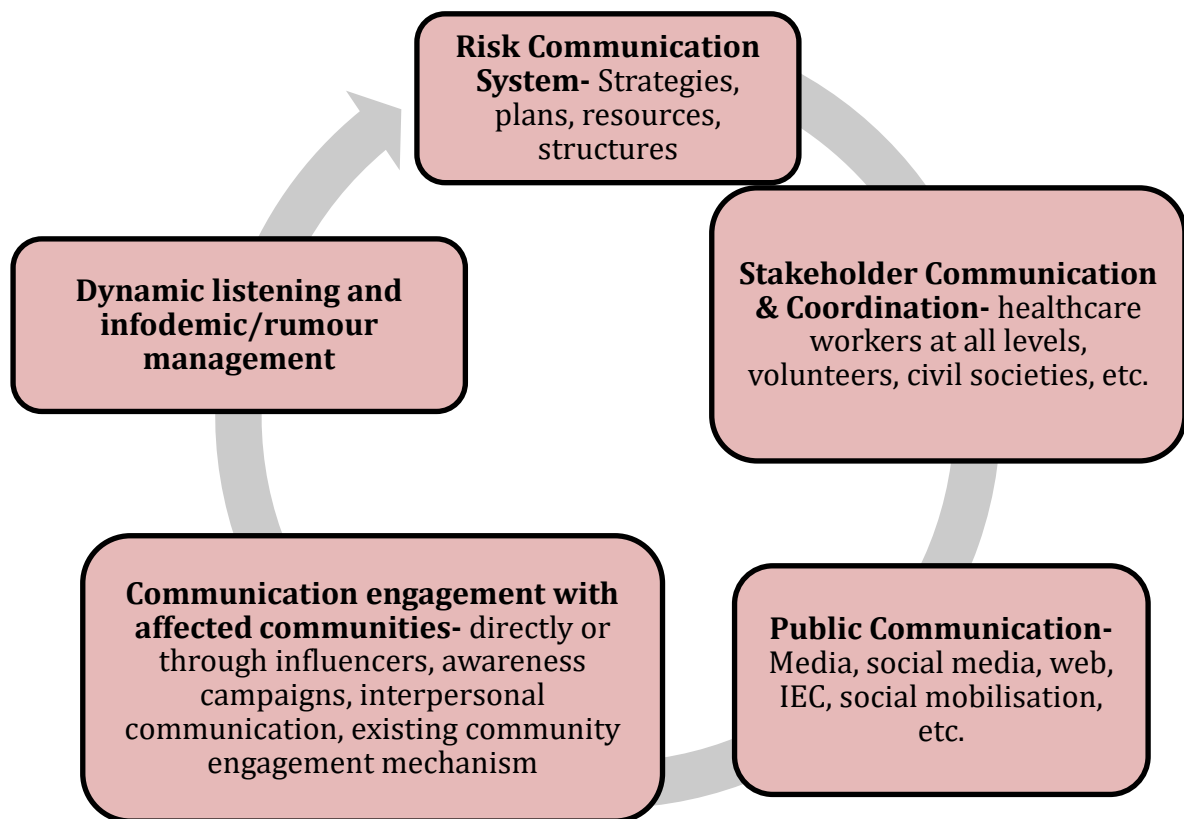 Risk Communication
System- Strategies,
plans, resources,
structures
Stakeholder Communication
& Coordination- healthcare
workers at all levels,
volunteers, civil societies, etc.
Public Communication-
Media, social media, web,
IEC, social mobilisation,
etc.
Communication engagement with
affected communities- directly or
through influencers, awareness
campaigns, interpersonal
communication, existing community
engagement mechanism
Dynamic listening and
infodemic/rumour
management